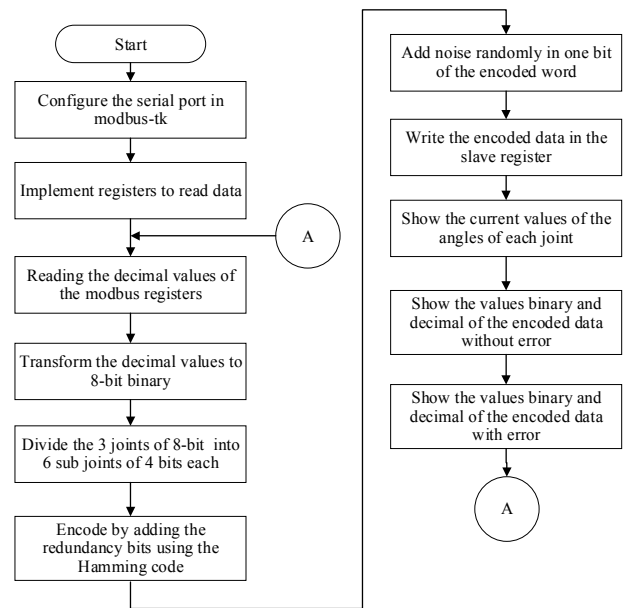 Start
Configure the serial port in
modbus-tk
Implement registers to read data
A
Reading the decimal values of
the modbus registers
Transform the decimal values to
8-bit binary
Divide the 3 joints of 8-bit into
6 sub joints of 4 bits each
Encode by adding the
redundancy bits using the
Hamming code
Add noise randomly in one bit
of the encoded word
Write the encoded data in the
slave register
Show the current values of the
angles of each joint
Show the values binary and
decimal of the encoded data
without error
Show the values binary and
decimal of the encoded data
with error
A